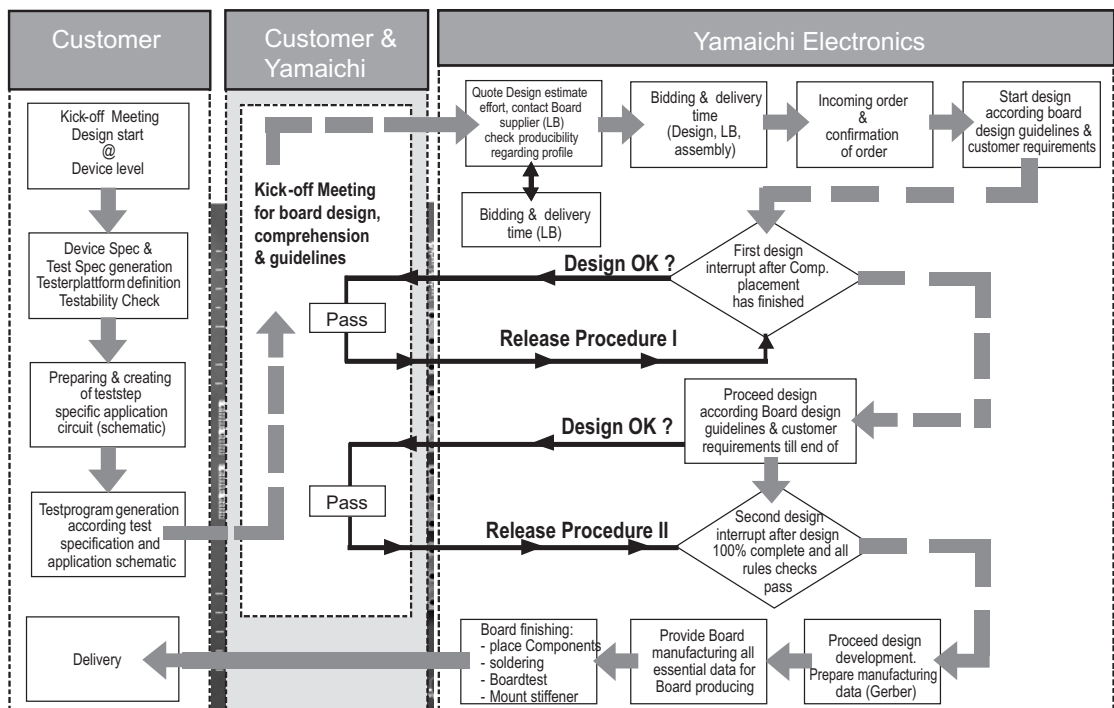 Customer
Customer &
Yamaichi
Yamaichi Electronics
Kick-off Meeting
Design start
@
Device level
Device Spec &
Test Spec generation
Testerplattform definition
Testability Check
Preparing & creating
of teststep
specific application
circuit (schematic)
Testprogram generation
according test
specification and
application schematic
Delivery
Kick-off Meeting
for board design,
comprehension
& guidelines
Pass
Pass
Quote Design estimate
effort, contact Board
supplier (LB)
check producibility
regarding profile
Bidding & delivery
time (LB)
Bidding & delivery
time
(Design, LB,
assembly)
Incoming order
&
confirmation
of order
Start design
according board
design guidelines &
customer requirements
First design
interrupt after Comp.
placement
has finished
Design OK ?
Release Procedure I
Proceed design
according Board design
guidelines & customer
requirements till end of
Design OK ?
Release Procedure II
Second design
interrupt after design
100% complete and all
rules checks
pass
Proceed design
development.
Prepare manufacturing
data (Gerber)
Provide Board
manufacturing all
essential data for
Board producing
Board finishing:
- place Components
- soldering
- Boardtest
- Mount stiffener